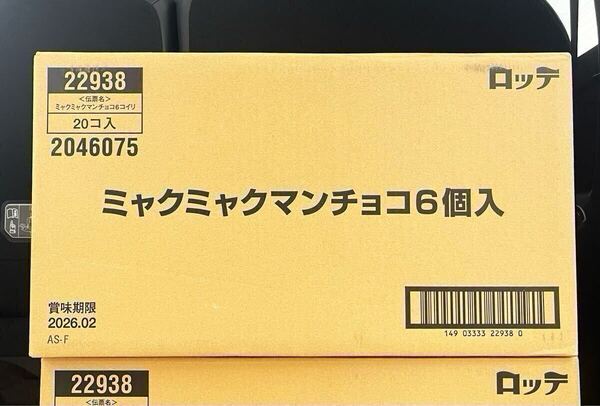 22938
<伝票名>
ミャクミャクマンチョコ6コイリ
20コ入
2046075
ロッテ
ミャクミャクマンチョコ6個入
賞味期限
2026.02
AS-F
149 03333 22938 0
22938
<伝票名>
ロッテ